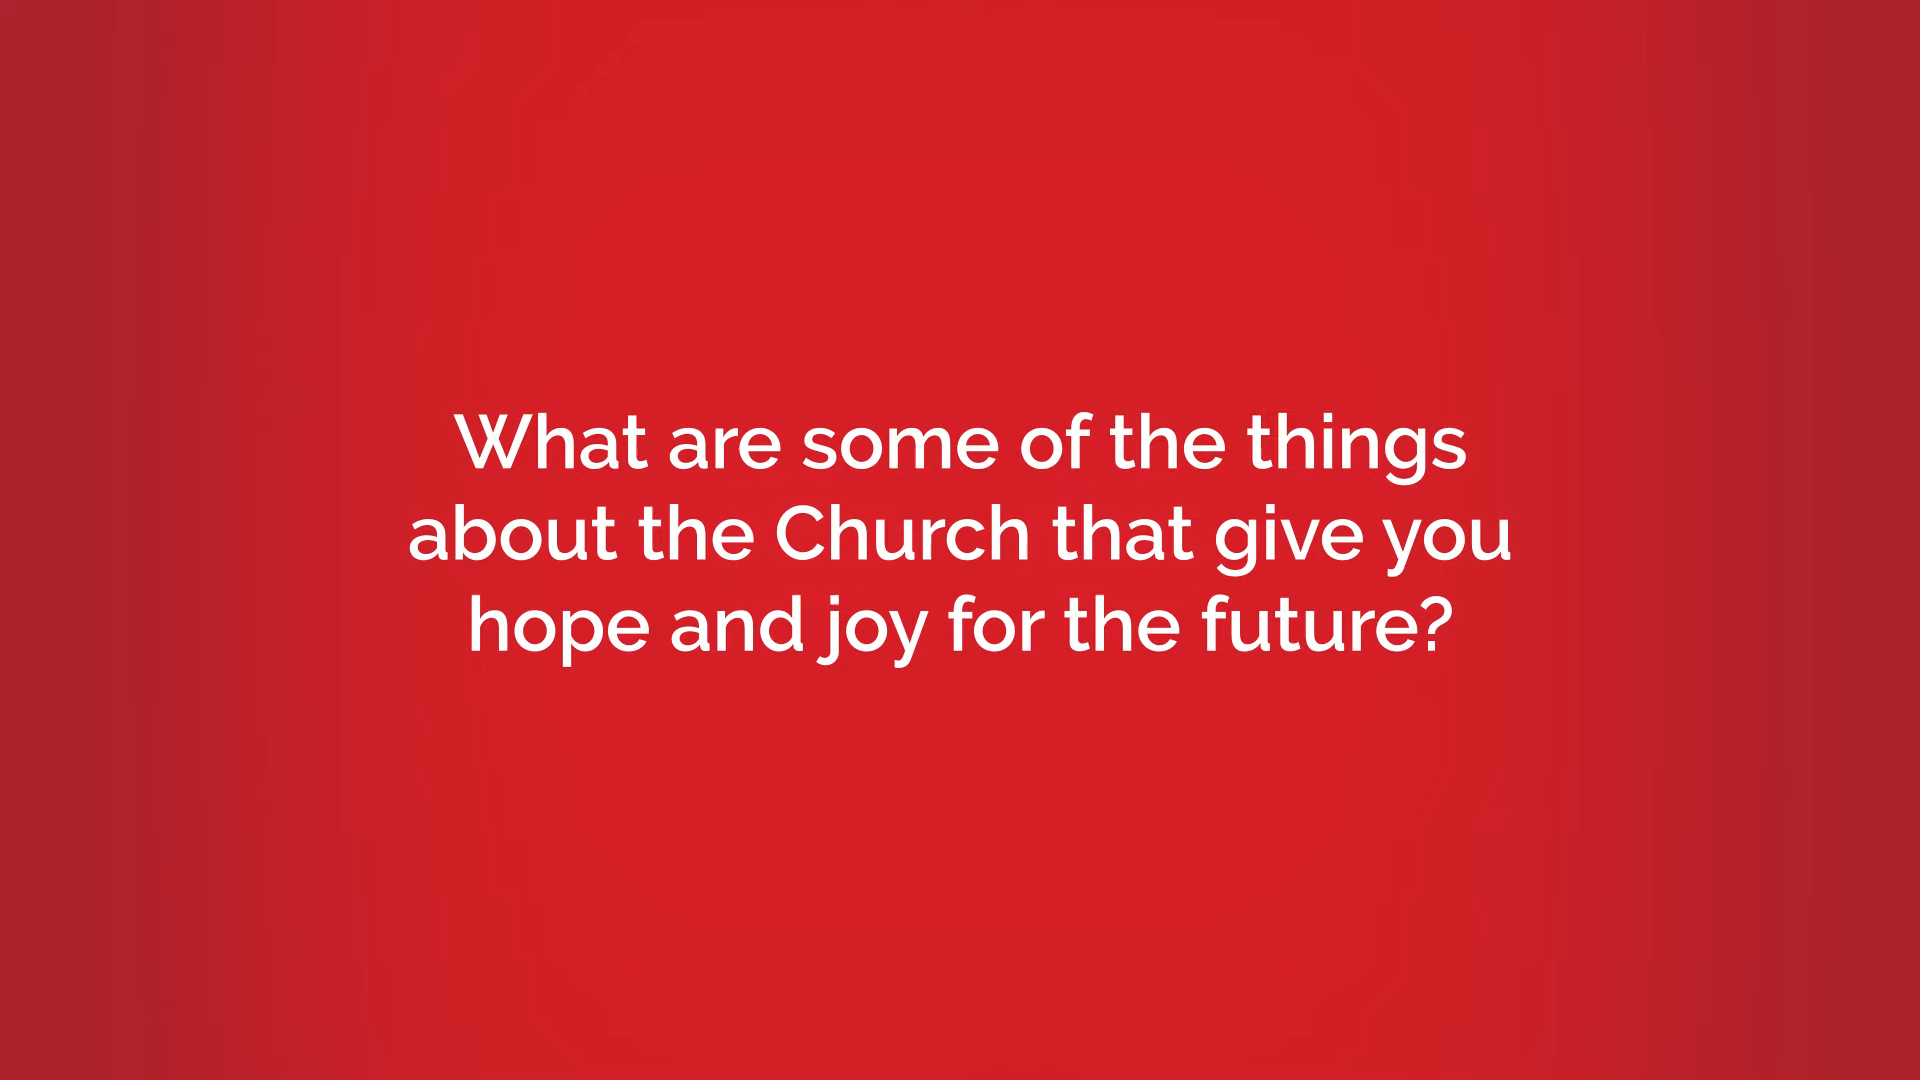 What are some of the things
about the Church that give you
hope and joy for the future?